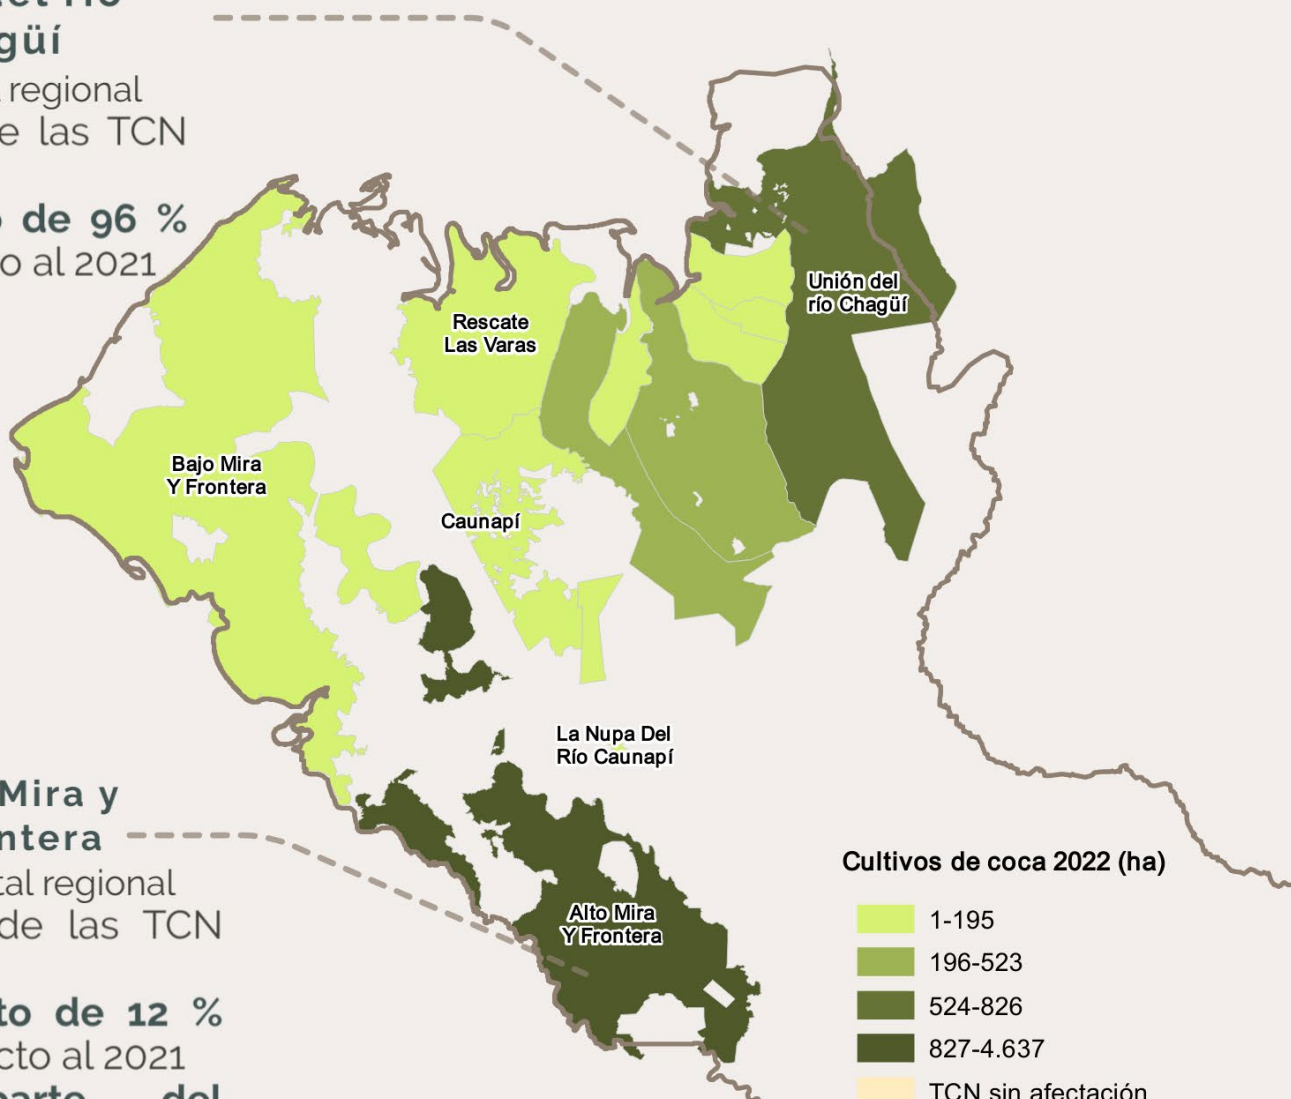 güí
regional
e las TCN
de 96 %
o al 2021
Unión del
río Chagüí
Rescate
Las Varas
Bajo Mira
Y Frontera
Caunapí
La Nupa Del
Río Caunapí
Mira y
ntera
tal regional
de las TCN
to de 12 %
cto al 2021
Alto Mira
Y Frontera
Cultivos de coca 2022 (ha)
1-195
196-523
524-826
827-4.637
TCN sin afectación
parte del